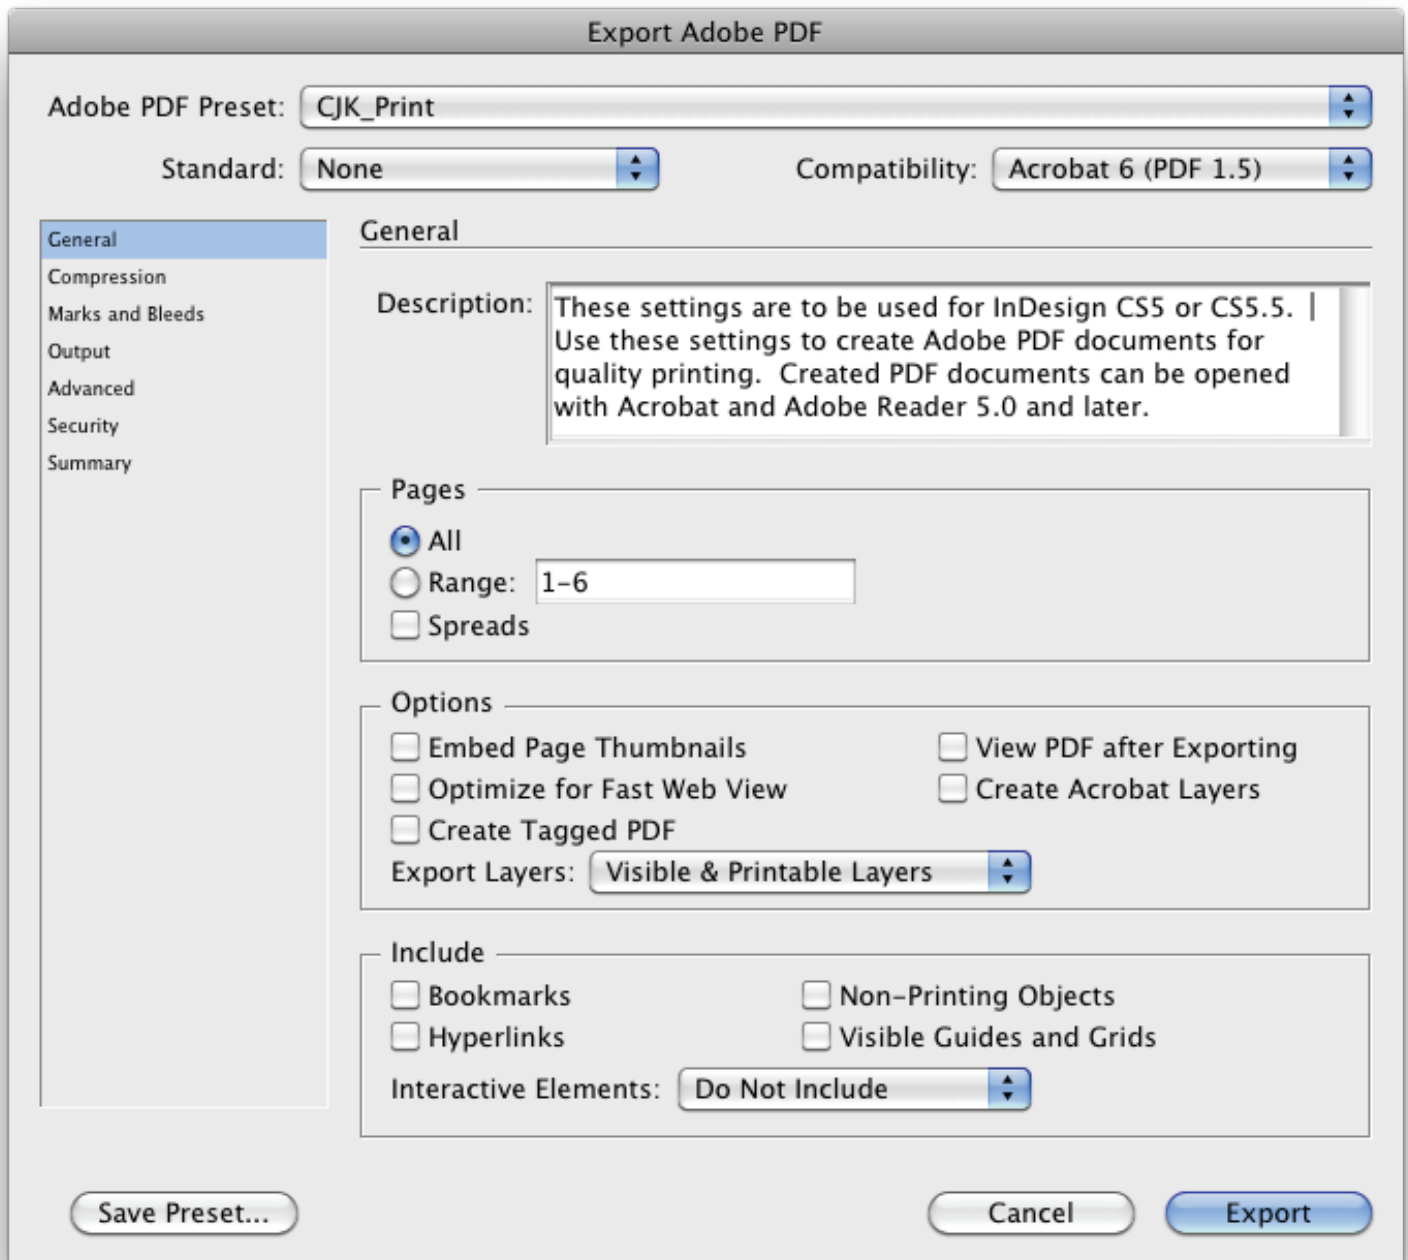 Export Adobe PDF
Adobe PDF Preset: CJK_Print
Standard: None Compatibility: Acrobat 6 (PDF 1.5)
General
Compression
Marks and Bleeds
Output
Advanced
Security
Summary
General
Description: These settings are to be used for InDesign CS5 or CS5.5.
Use these settings to create Adobe PDF documents for
quality printing. Created PDF documents can be opened
with Acrobat and Adobe Reader 5.0 and later.
Pages
All
Range: 1-6
Spreads
Options
Embed Page Thumbnails View PDF after Exporting
Optimize for Fast Web View Create Acrobat Layers
Create Tagged PDF
Export Layers: Visible & Printable Layers
Include
Bookmarks Non-Printing Objects
Hyperlinks Visible Guides and Grids
Interactive Elements: Do Not Include
Save Preset... Cancel Export